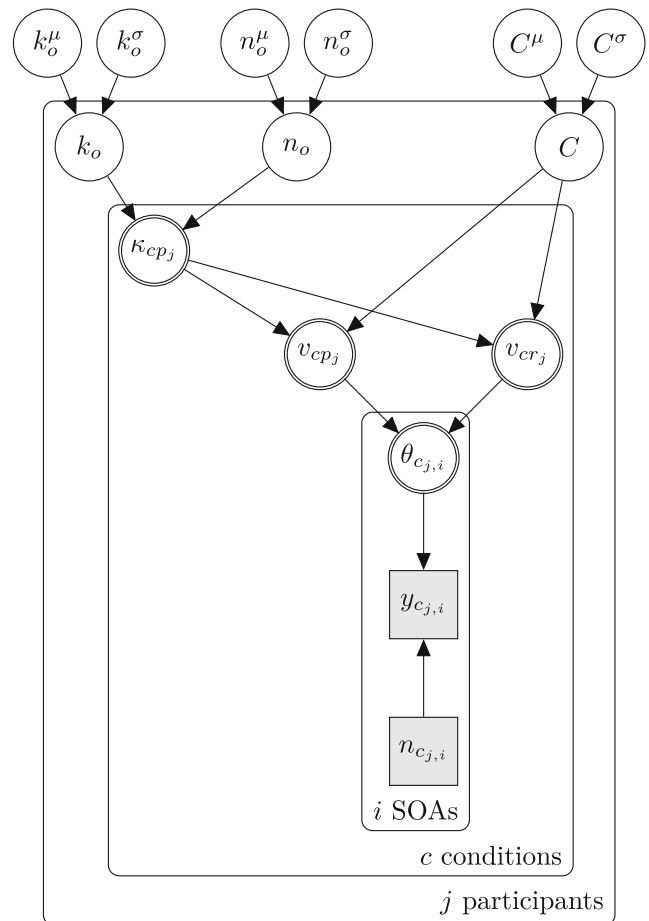 k_o^μ k_o^σ n_o^μ n_o^σ C^μ C^σ
k_o n_o C
κ_{cp_j}
v_{cp_j} v_{cr_j}
θ_{c_{j,i}}
y_{c_{j,i}}
n_{c_{j,i}}
i SOAs
c conditions
j participants